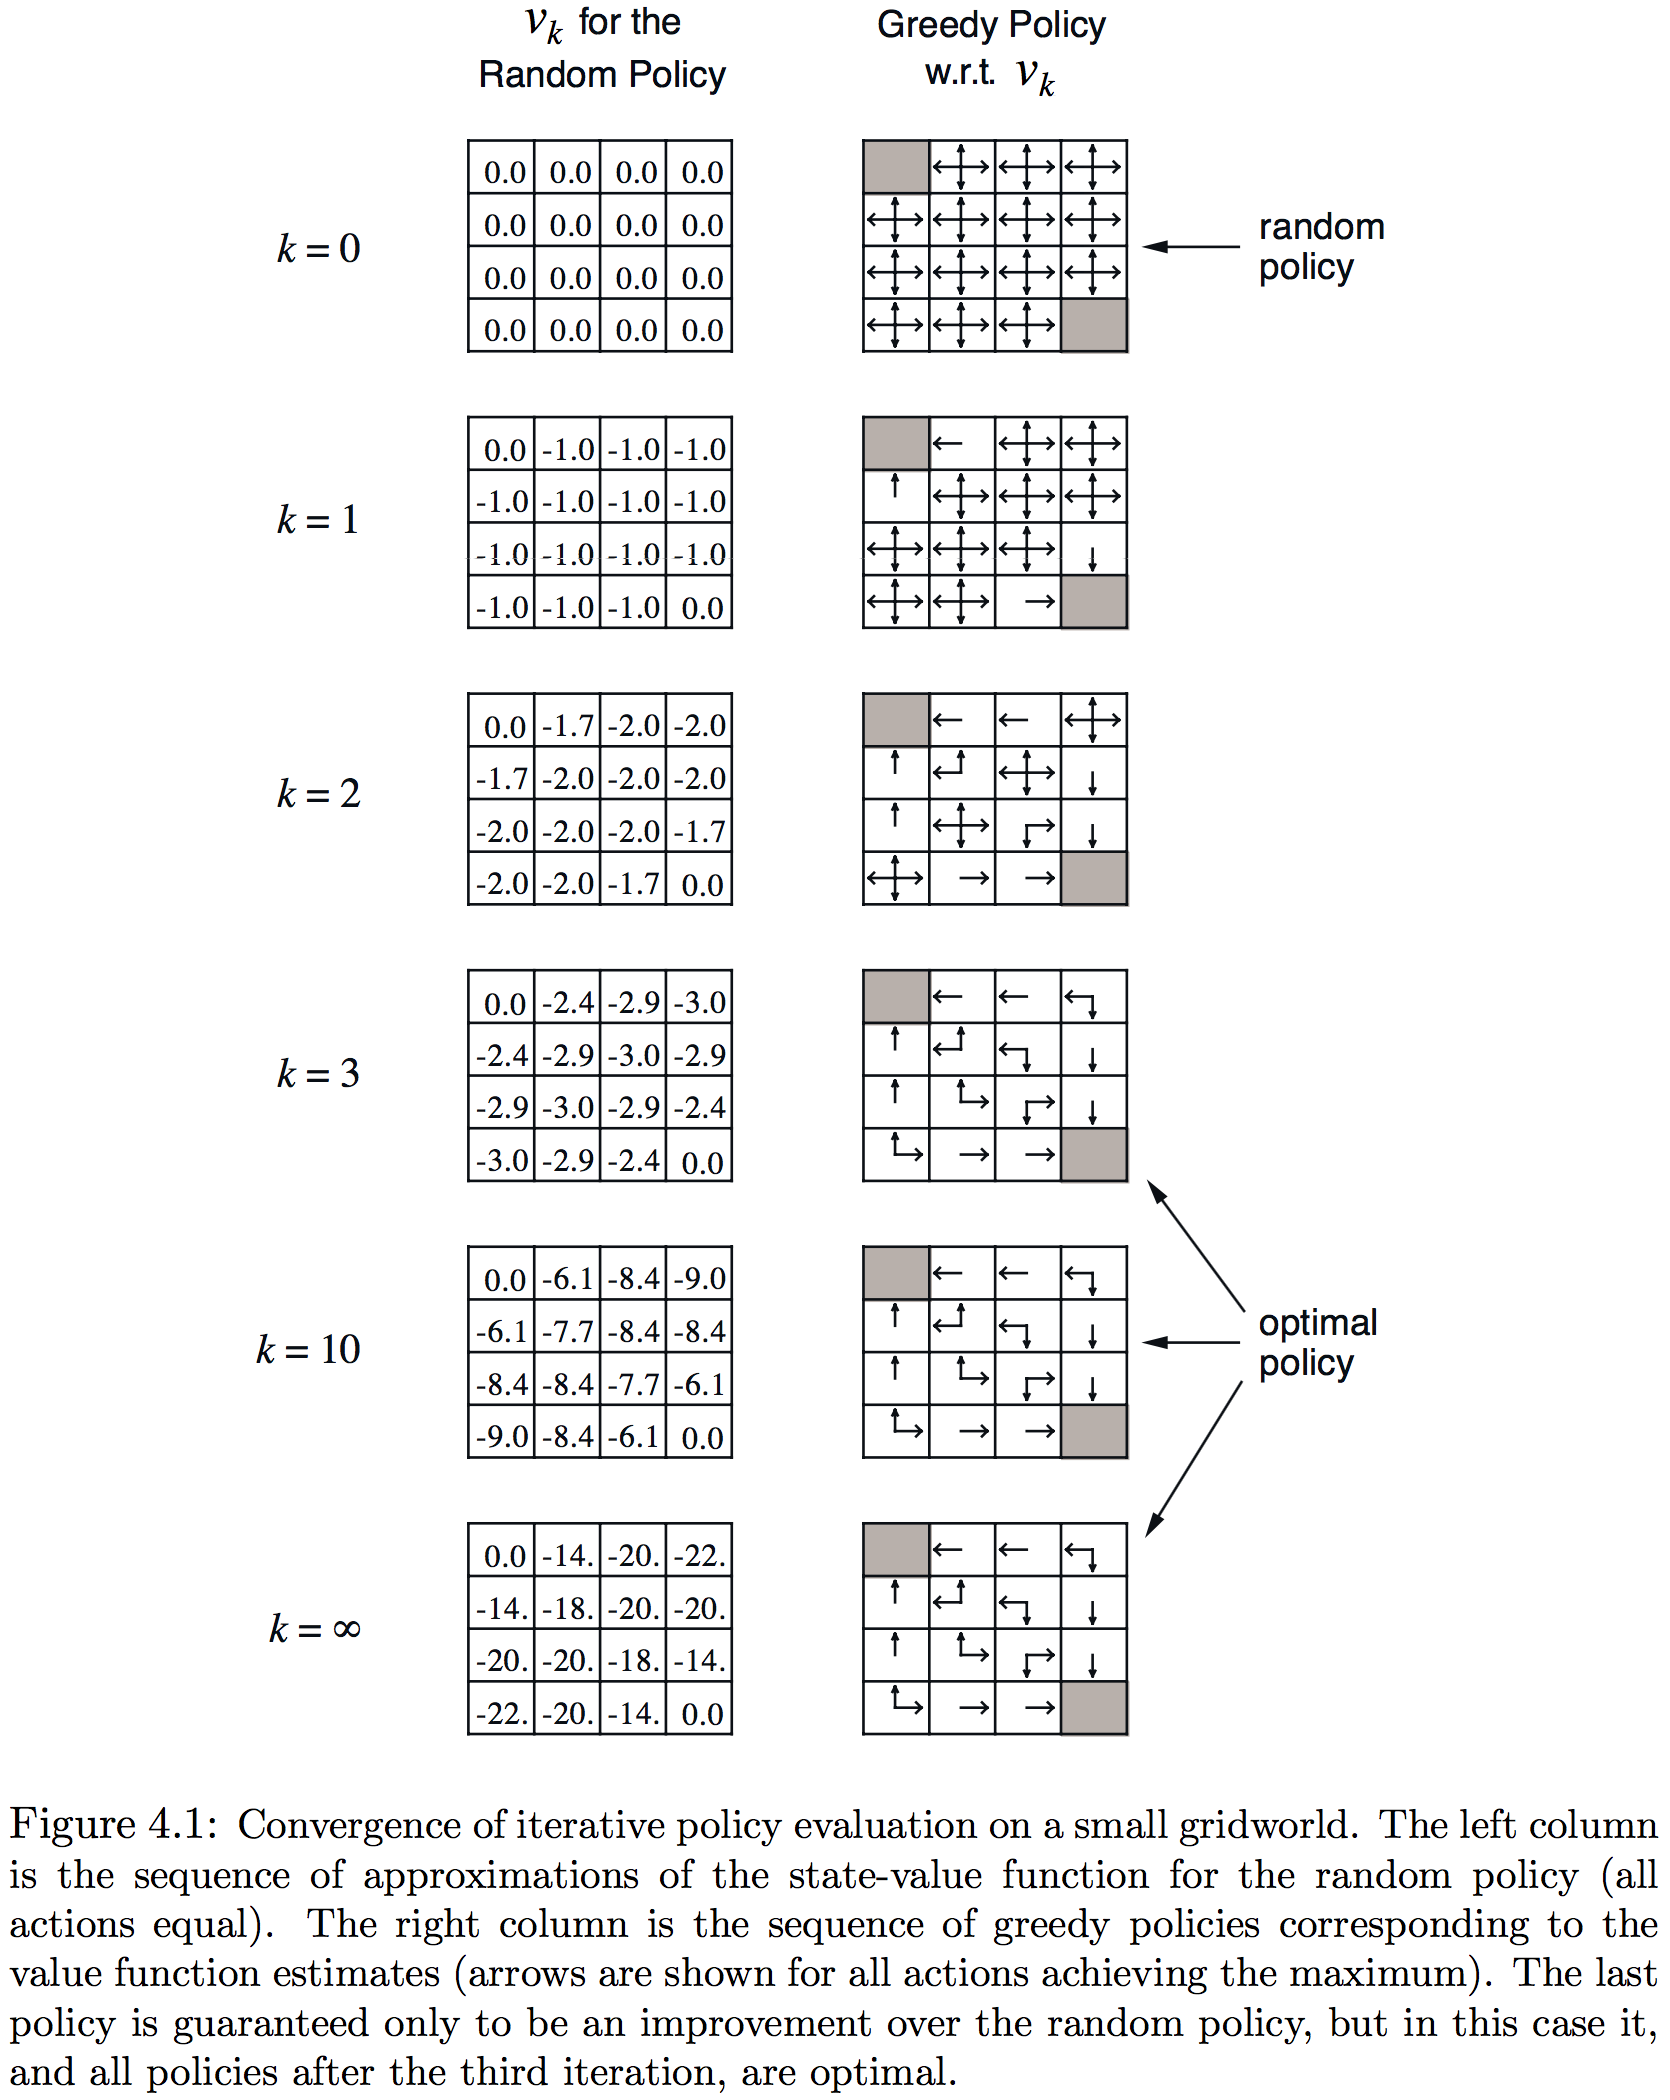 v_k for the Greedy Policy
Random Policy w.r.t. v_k
0.0 0.0 0.0 0.0
0.0 0.0 0.0 0.0
k = 0
0.0 0.0 0.0 0.0
0.0 0.0 0.0 0.0
random
policy
0.0 -1.0 -1.0 -1.0
-1.0 -1.0 -1.0 -1.0
k = 1
-1.0 -1.0 -1.0 -1.0
-1.0 -1.0 -1.0 0.0
0.0 -1.7 -2.0 -2.0
-1.7 -2.0 -2.0 -2.0
k = 2
-2.0 -2.0 -2.0 -1.7
-2.0 -2.0 -1.7 0.0
0.0 -2.4 -2.9 -3.0
-2.4 -2.9 -3.0 -2.9
k = 3
-2.9 -3.0 -2.9 -2.4
-3.0 -2.9 -2.4 0.0
0.0 -6.1 -8.4 -9.0
-6.1 -7.7 -8.4 -8.4
k = 10
-8.4 -8.4 -7.7 -6.1
-9.0 -8.4 -6.1 0.0
optimal
policy
0.0 -14. -20. -22.
-14. -18. -20. -20.
k = ∞
-20. -20. -18. -14.
-22. -20. -14. 0.0
Figure 4.1: Convergence of iterative policy evaluation on a small gridworld. The left column
is the sequence of approximations of the state-value function for the random policy (all
actions equal). The right column is the sequence of greedy policies corresponding to the
value function estimates (arrows are shown for all actions achieving the maximum). The last
policy is guaranteed only to be an improvement over the random policy, but in this case it,
and all policies after the third iteration, are optimal.